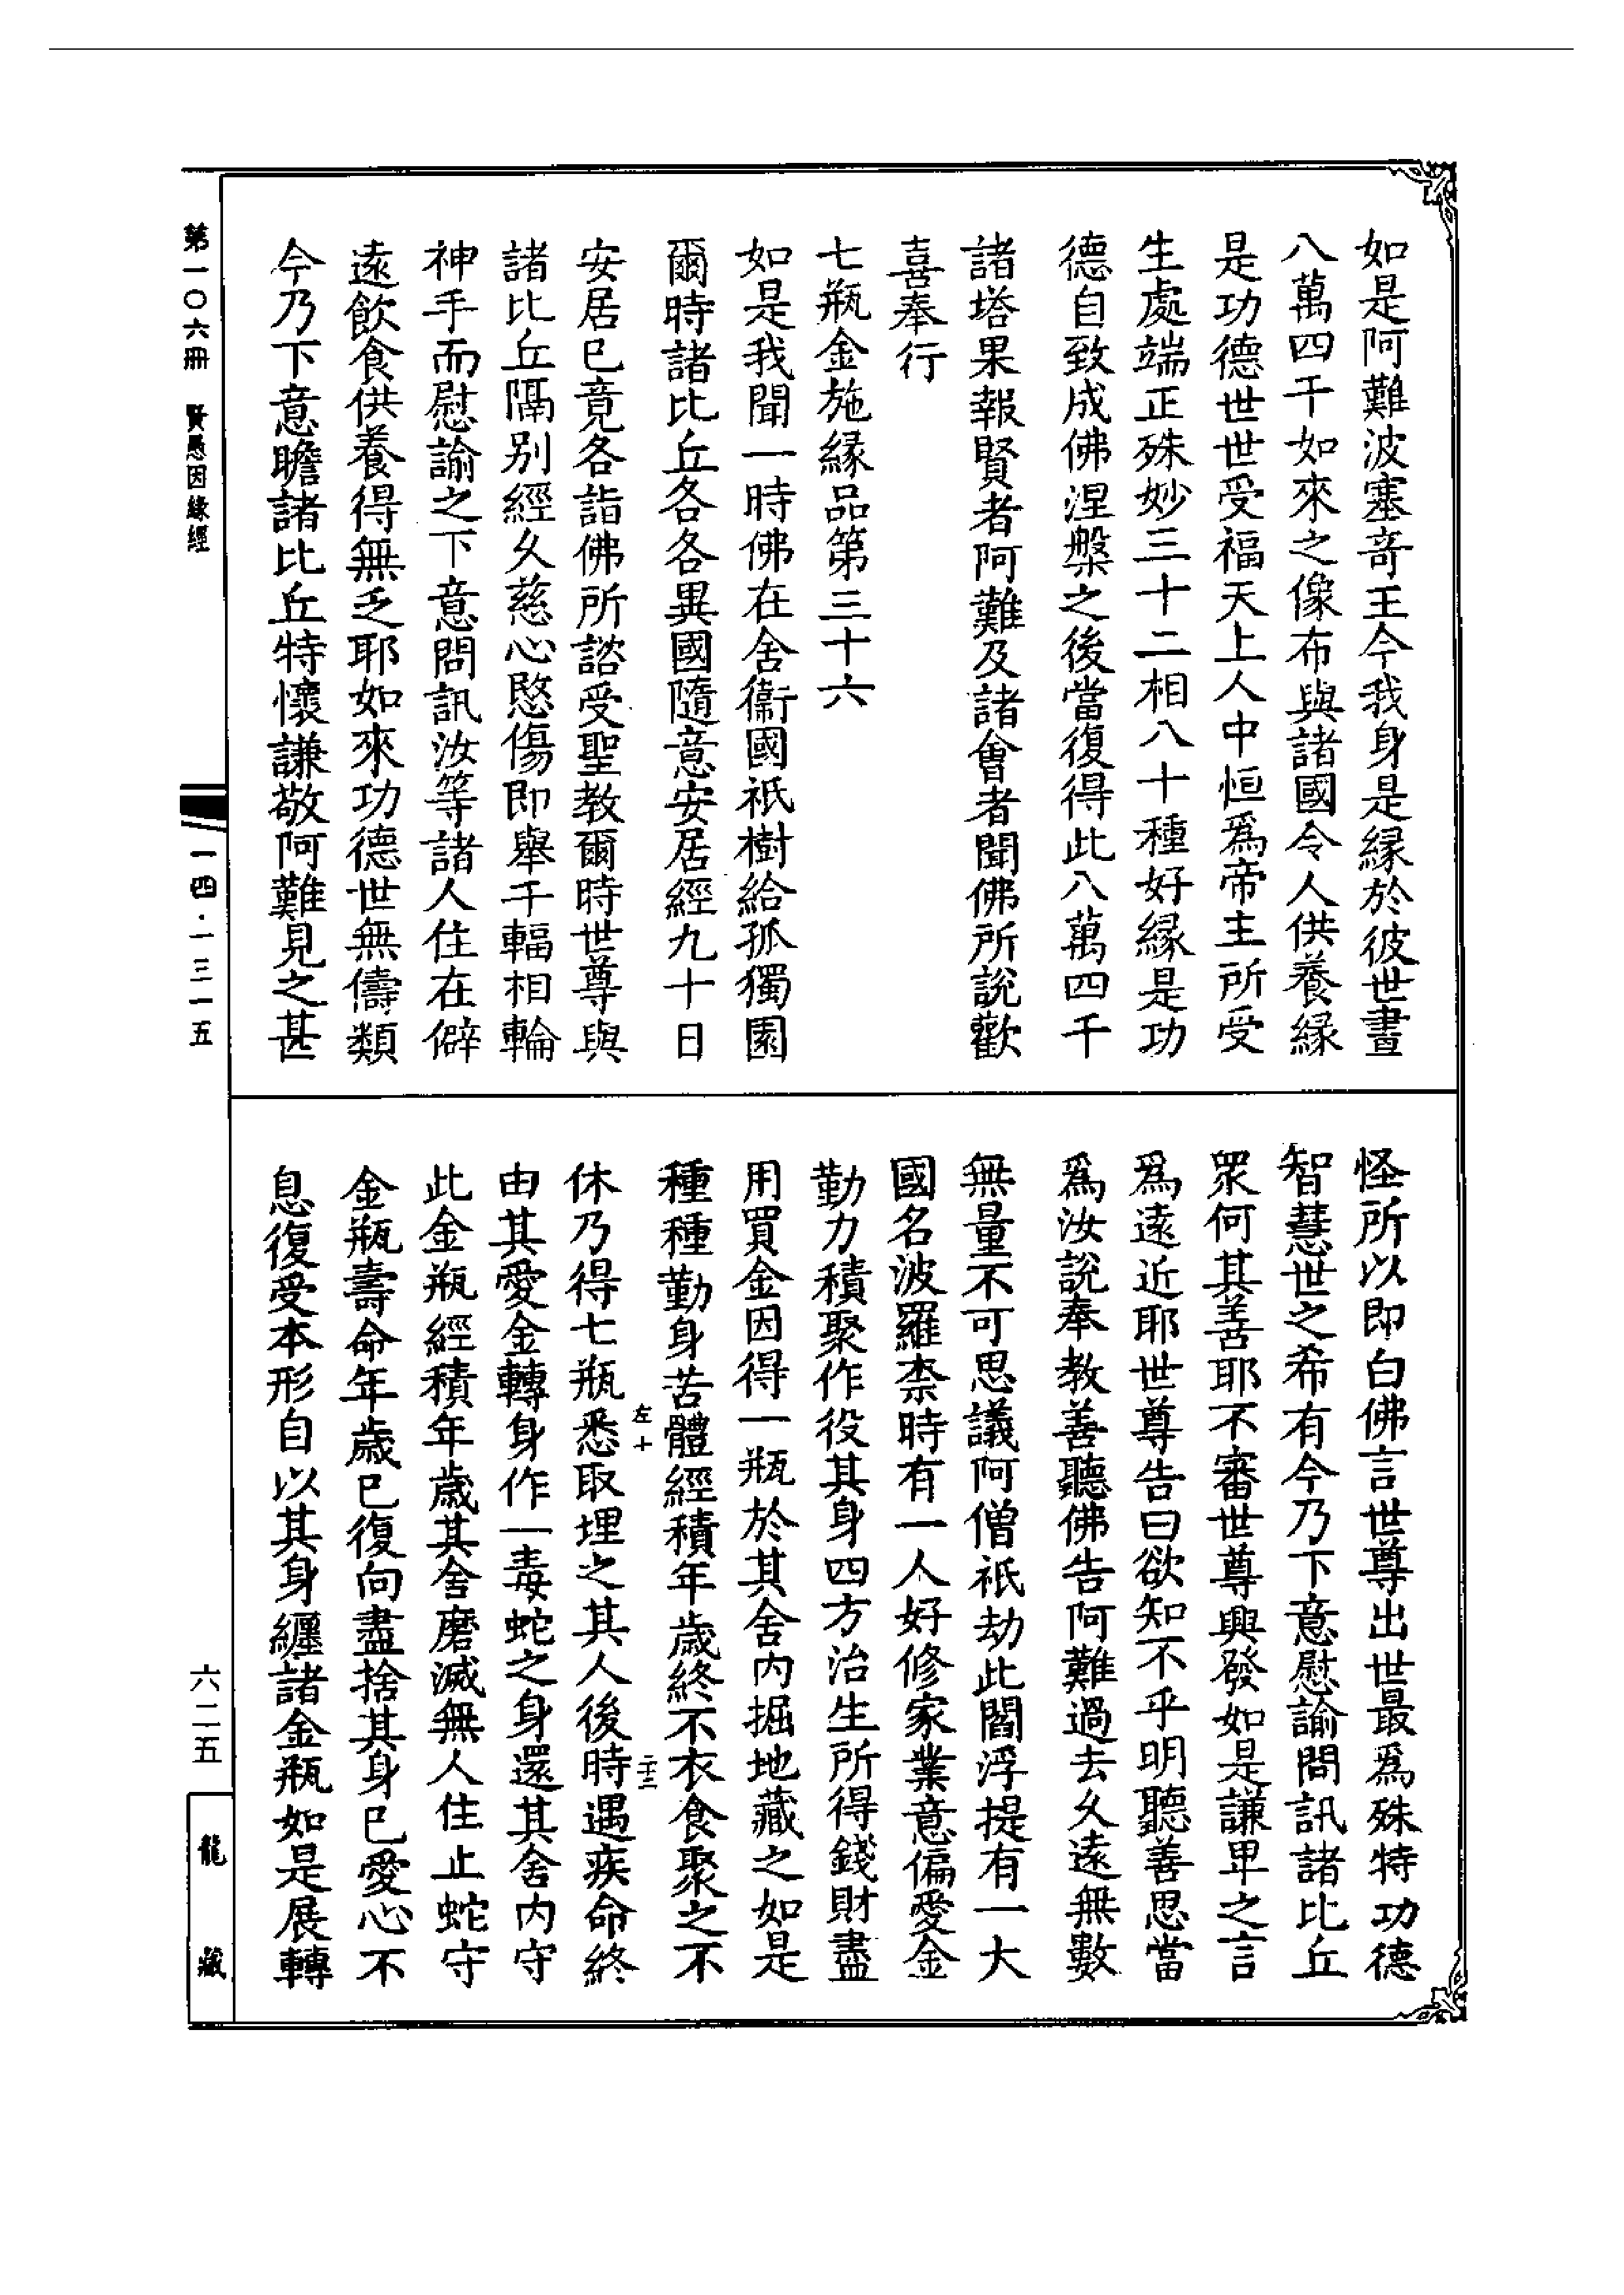 如是阿難波塞奇王今我身是緣於彼世畫
八萬四千如來之像布與諸國令人供養緣
是功德世世受福天上人中恒爲帝主所受
生處端正殊妙三十二相八十種好緣是功
德自致成佛涅槃之後當復得此八萬四千
諸塔果報賢者阿難及諸會者聞佛所說歡
喜奉行
七瓶金施緣品第三十六
如是我聞一時佛在舍衞國祇樹給孤獨園
爾時諸比丘各各異國隨意安居經九十日
安居已竟各詣佛所諮受聖教爾時世尊與
諸比丘隔別經久慈心愍傷即舉千輻相輪
神手而慰諭之下意問訊汝等諸人住在僻
遠飲食供養得無乏耶如來功德世無儔類
今乃下意瞻諸比丘特懷謙敬阿難見之甚
怪所以即白佛言世尊出世最爲殊特功德
智慧世之希有今乃下意慰諭問訊諸比丘
眾何其善耶不審世尊興發如是謙卑之言
爲遠近耶世尊告曰欲知不乎明聽善思當
爲汝說奉教善聽佛告阿難過去久遠無數
無量不可思議阿僧祇劫此閻浮提有一大
國名波羅柰時有一人好修家業意偏愛金
勤力積聚作役其身四方治生所得錢財盡
用買金因得一瓶於其舍內掘地藏之如是
種種勤身苦體經積年歲終不衣食聚之不
左十
二十三
休乃得七瓶悉取埋之其人後時遇疾命終
由其愛金轉身作一毒蛇之身還其舍內守
此金瓶經積年歲其舍磨滅無人住止蛇守
金瓶壽命年歲已復向盡捨其身已愛心不
息復受本形自以其身纏諸金瓶如是展轉
第一〇六冊　賢愚因緣經
一四·一三一五
六二五
龍藏